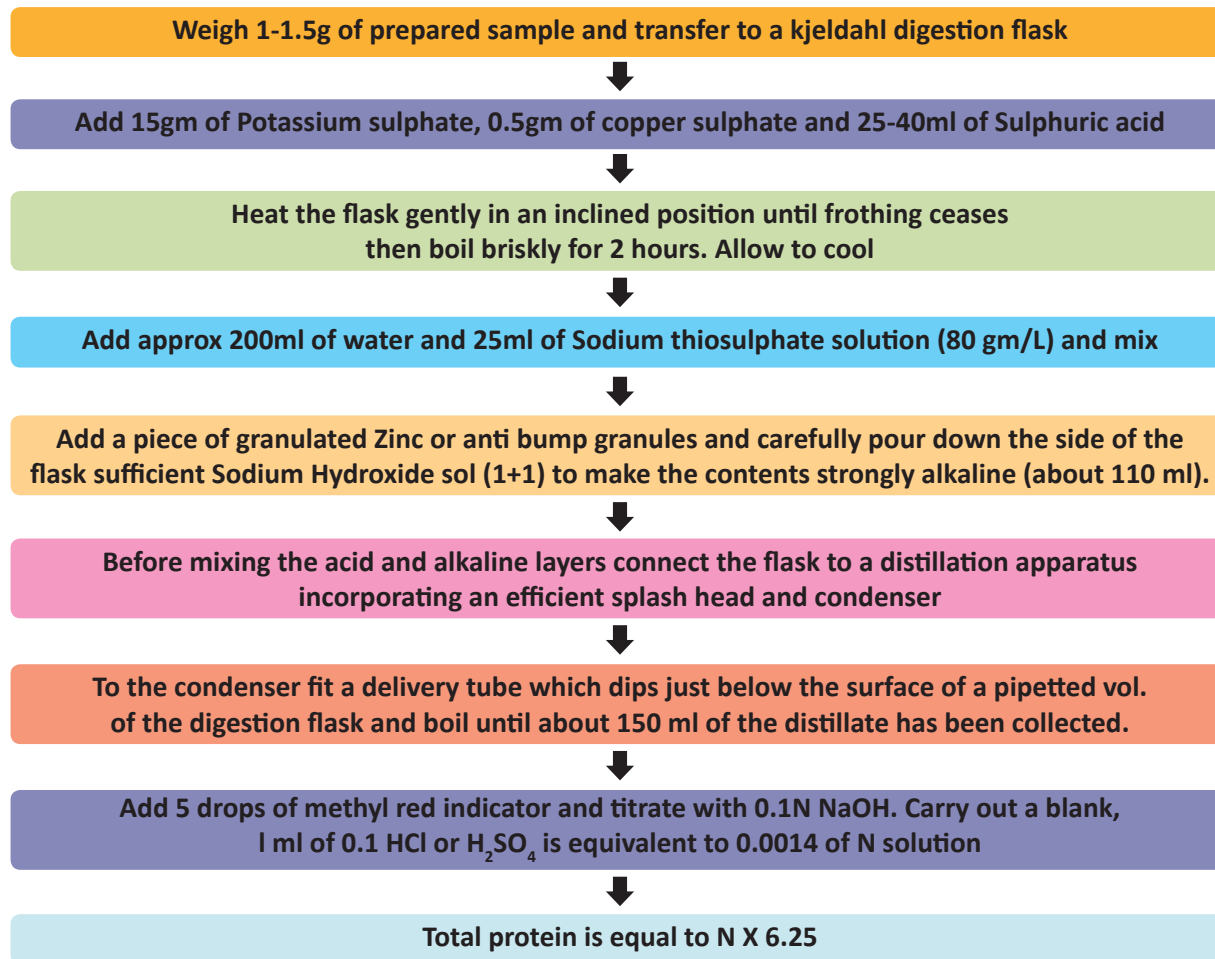 Weigh 1-1.5g of prepared sample and transfer to a kjeldahl digestion flask
Add 15gm of Potassium sulphate, 0.5gm of copper sulphate and 25-40ml of Sulphuric acid
Heat the flask gently in an inclined position until frothing ceases
then boil briskly for 2 hours. Allow to cool
Add approx 200ml of water and 25ml of Sodium thiosulphate solution (80 gm/L) and mix
Add a piece of granulated Zinc or anti bump granules and carefully pour down the side of the
flask sufficient Sodium Hydroxide sol (1+1) to make the contents strongly alkaline (about 110 ml).
Before mixing the acid and alkaline layers connect the flask to a distillation apparatus
incorporating an efficient splash head and condenser
To the condenser fit a delivery tube which dips just below the surface of a pipetted vol.
of the digestion flask and boil until about 150 ml of the distillate has been collected.
Add 5 drops of methyl red indicator and titrate with 0.1N NaOH. Carry out a blank,
l ml of 0.1 HCl or H₂SO₄ is equivalent to 0.0014 of N solution
Total protein is equal to N X 6.25